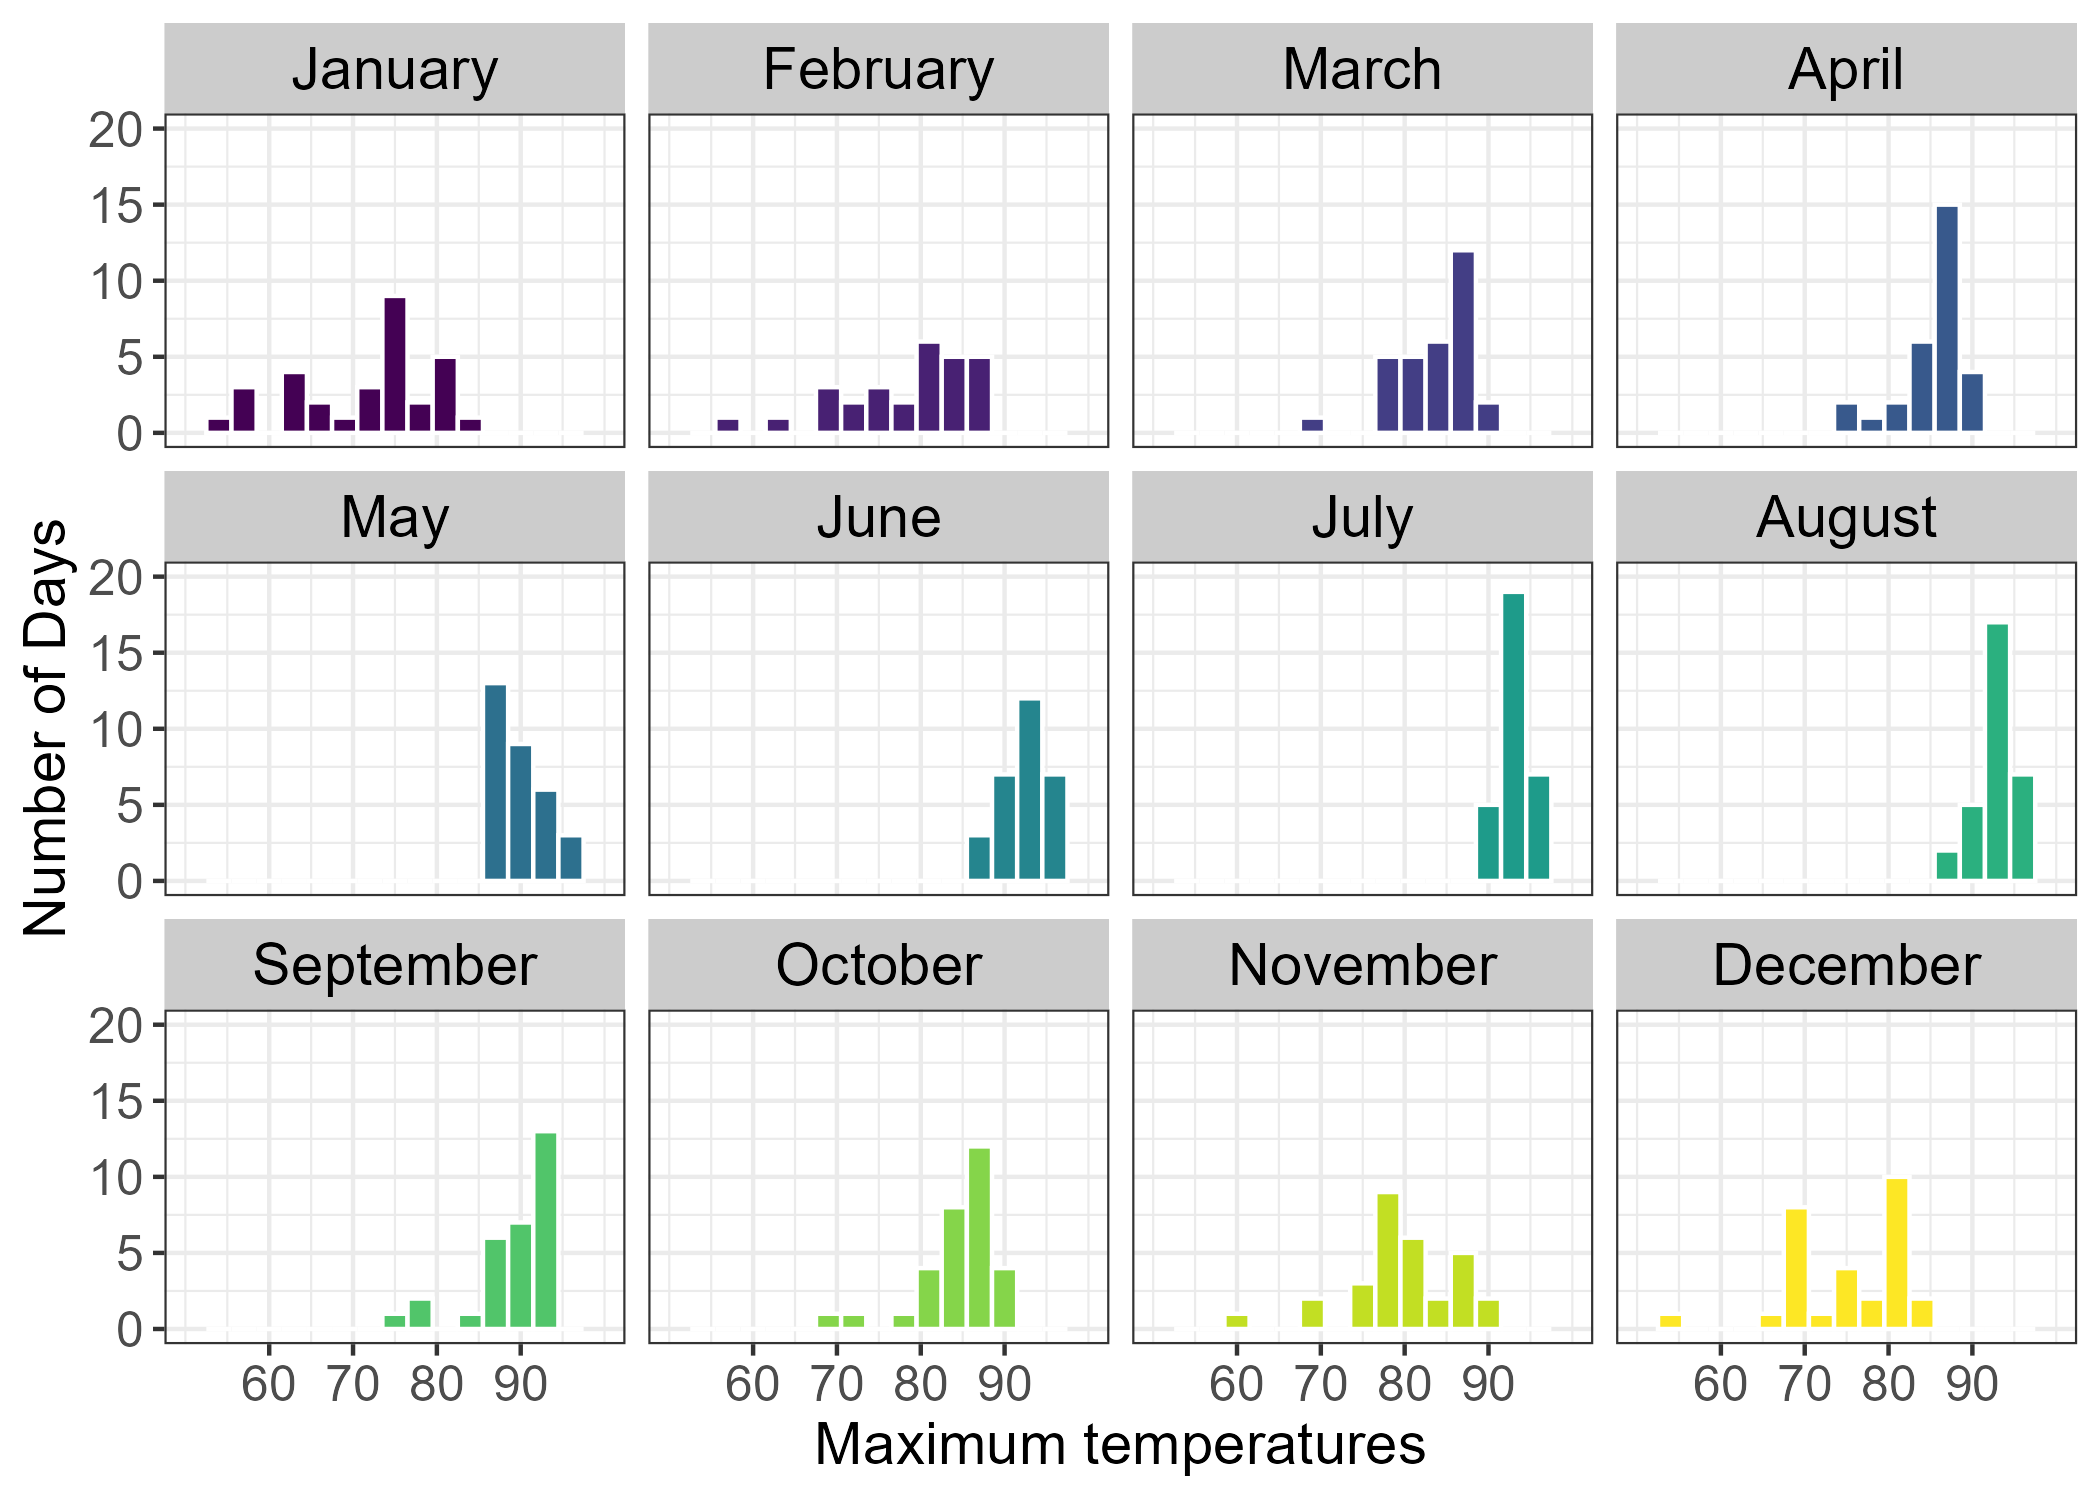 January February March April
20
15
10
5
0
May June July August
20
15
10
5
0
September October November December
20
15
10
5
0
60 70 80 90 60 70 80 90 60 70 80 90 60 70 80 90
Maximum temperatures
Number of Days